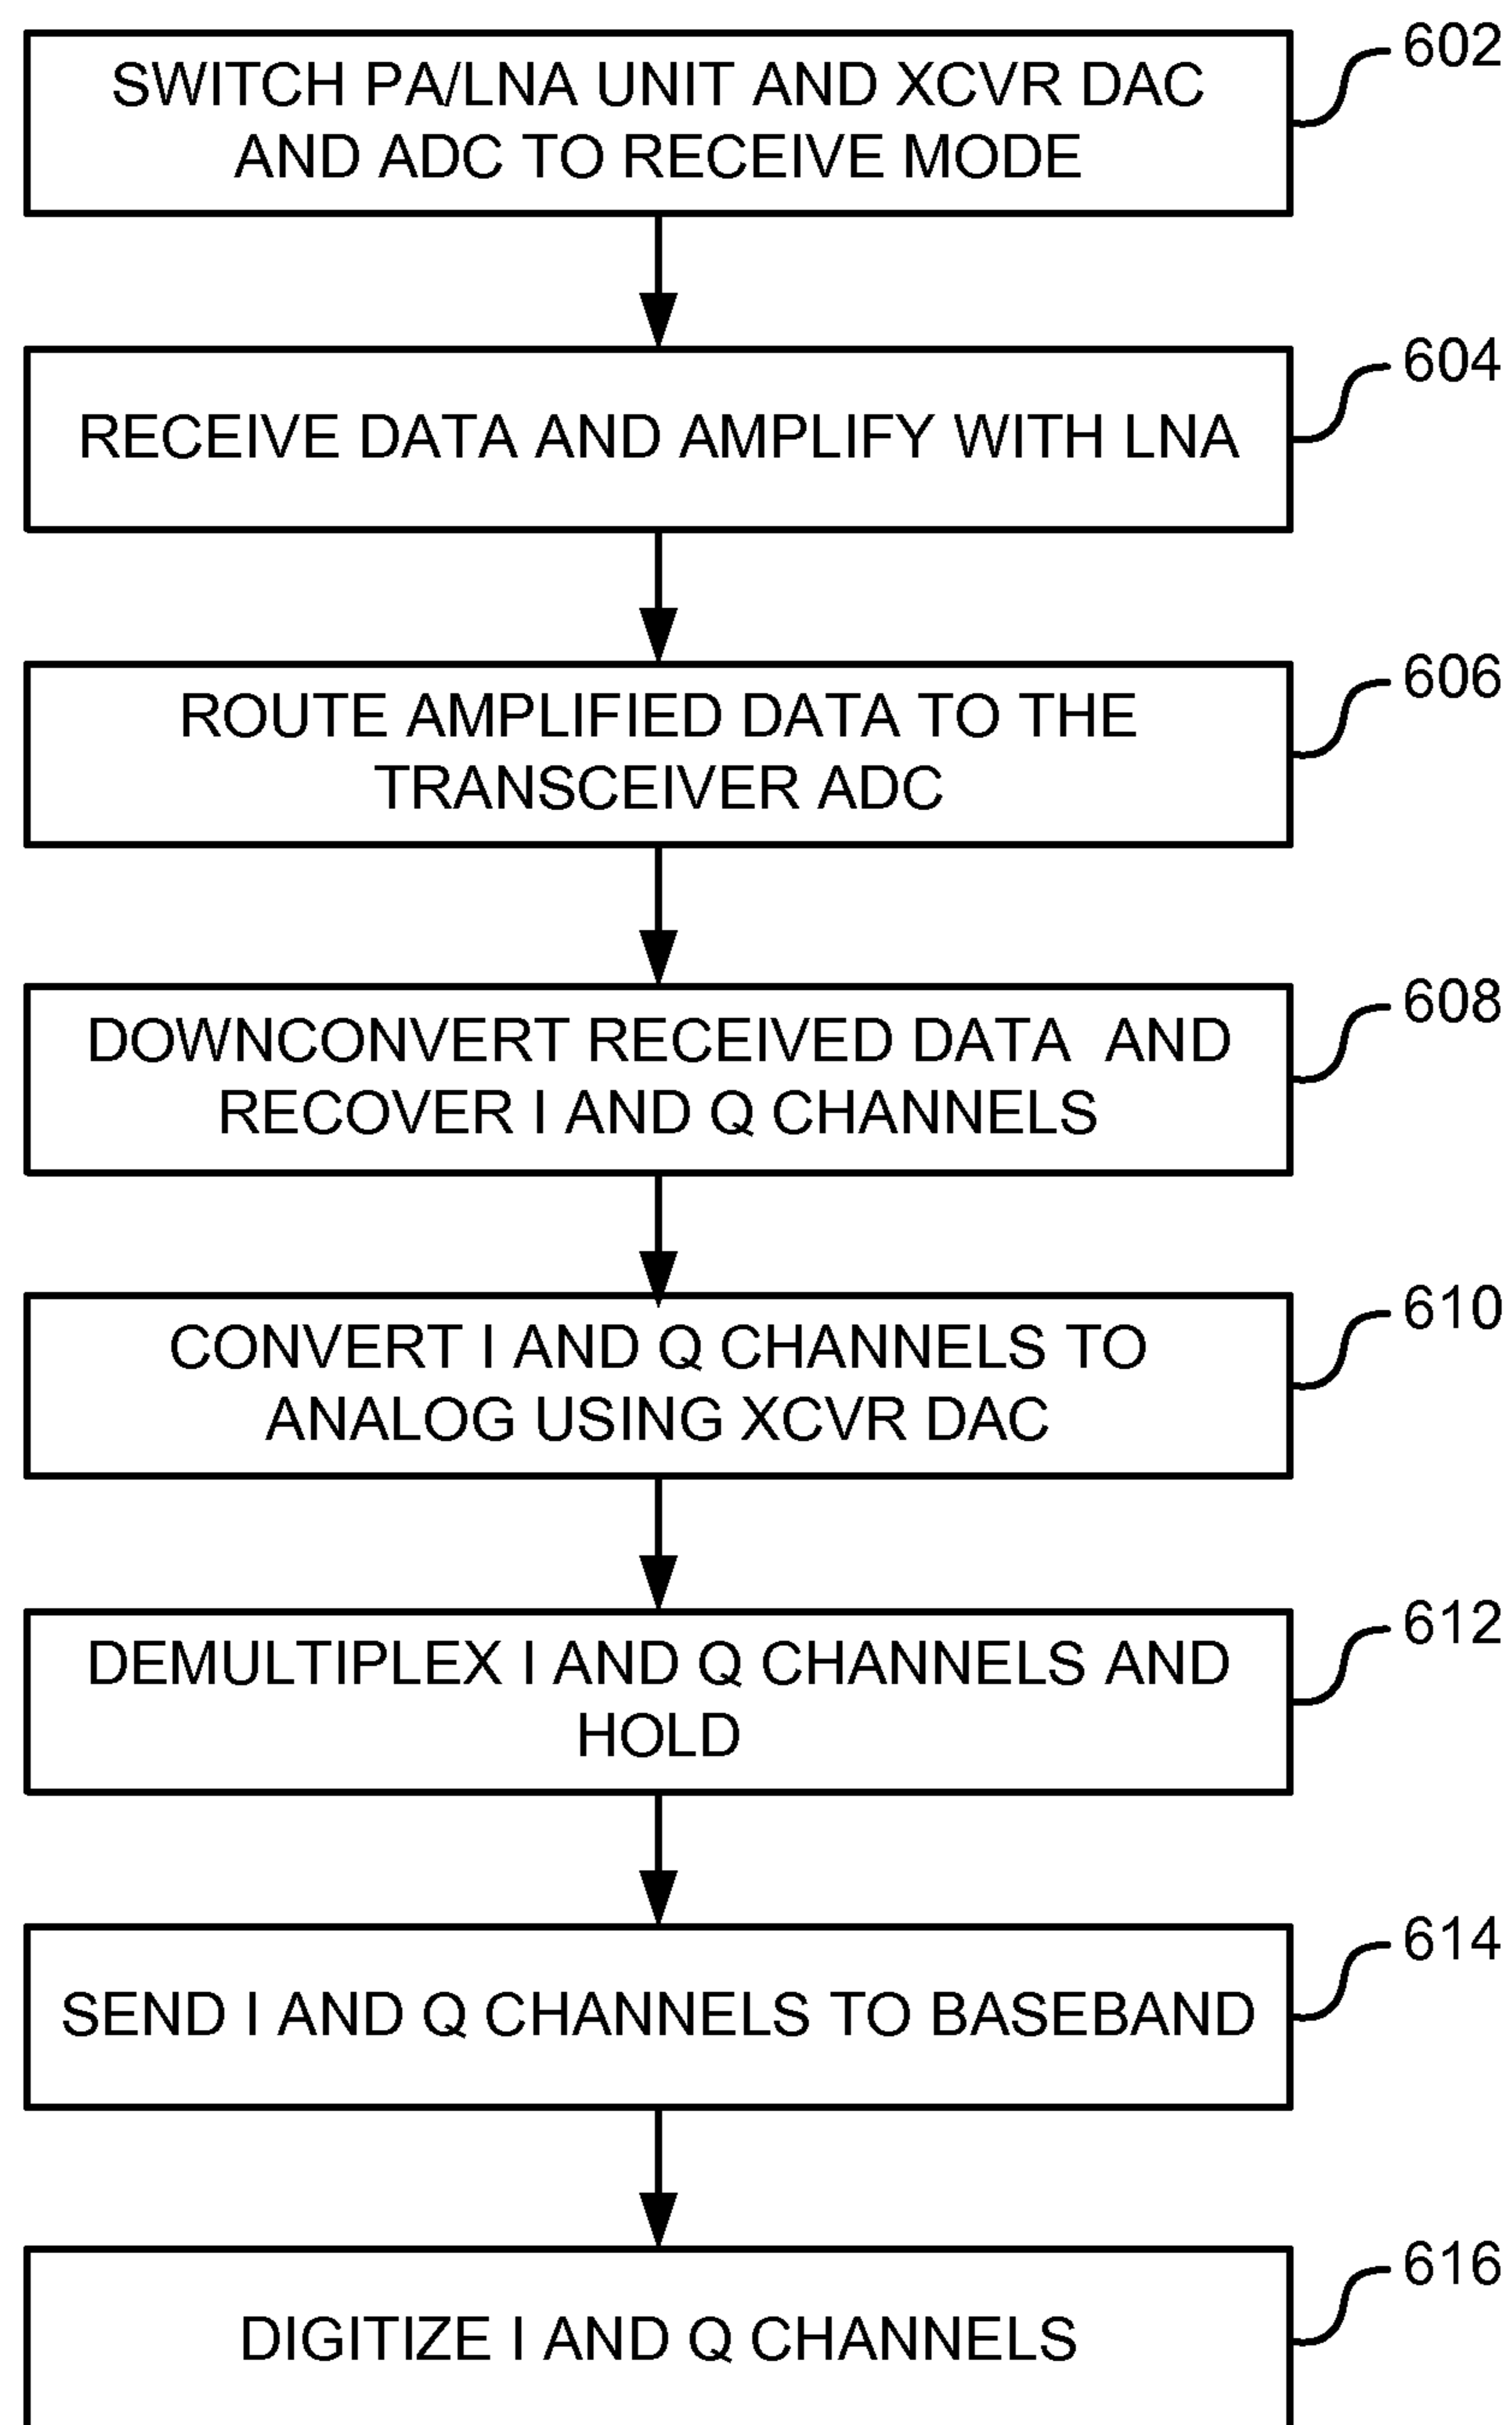 602
SWITCH PA/LNA UNIT AND XCVR DAC
AND ADC TO RECEIVE MODE
604
RECEIVE DATA AND AMPLIFY WITH LNA
606
ROUTE AMPLIFIED DATA TO THE
TRANSCEIVER ADC
608
DOWNCONVERT RECEIVED DATA AND
RECOVER I AND Q CHANNELS
610
CONVERT I AND Q CHANNELS TO
ANALOG USING XCVR DAC
612
DEMULTIPLEX I AND Q CHANNELS AND
HOLD
614
SEND I AND Q CHANNELS TO BASEBAND
616
DIGITIZE I AND Q CHANNELS